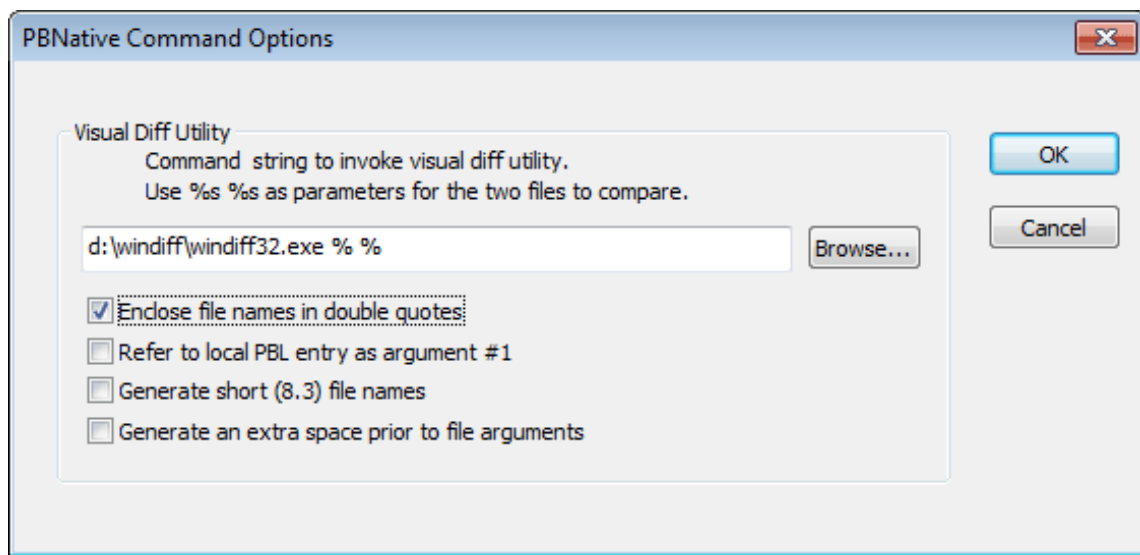 PBNative Command Options
Visual Diff Utility
Command  string to invoke visual diff utility.
Use %s %s as parameters for the two files to compare.
d:\windiff\windiff32.exe % %
Browse...
Enclose file names in double quotes
Refer to local PBL entry as argument #1
Generate short (8.3) file names
Generate an extra space prior to file arguments
OK
Cancel